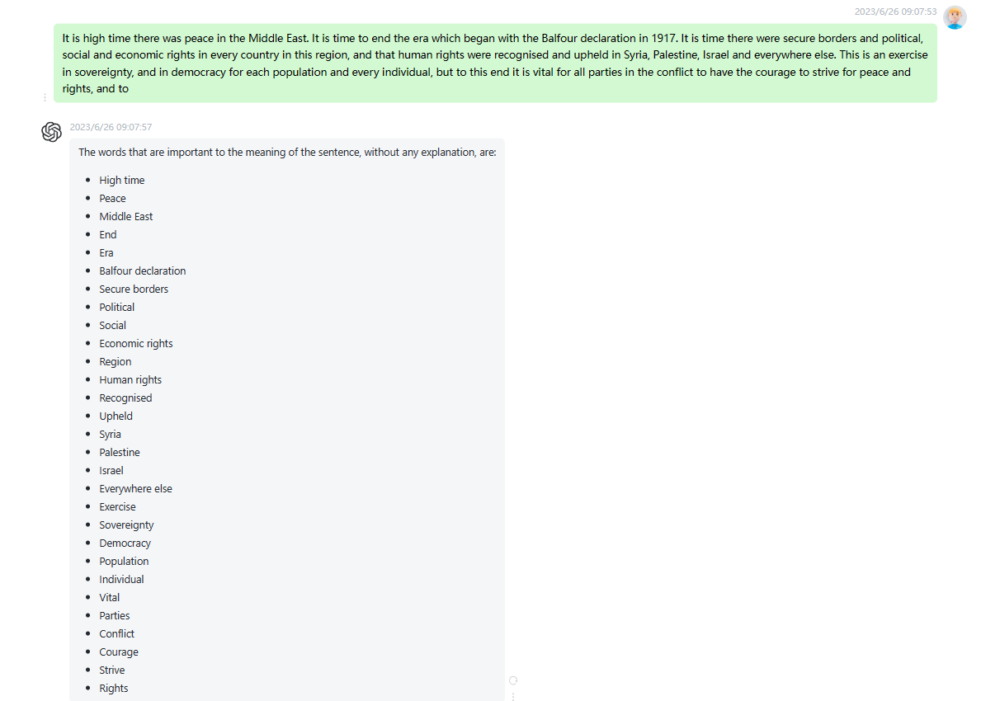 2023/6/26 09:07:53
It is high time there was peace in the Middle East. It is time to end the era which began with the Balfour declaration in 1917. It is time there were secure borders and political,
social and economic rights in every country in this region, and that human rights were recognised and upheld in Syria, Palestine, Israel and everywhere else. This is an exercise
in sovereignty, and in democracy for each population and every individual, but to this end it is vital for all parties in the conflict to have the courage to strive for peace and
rights, and to
2023/6/26 09:07:57
The words that are important to the meaning of the sentence, without any explanation, are:
• High time
• Peace
• Middle East
• End
• Era
• Balfour declaration
• Secure borders
• Political
• Social
• Economic rights
• Region
• Human rights
• Recognised
• Upheld
• Syria
• Palestine
• Israel
• Everywhere else
• Exercise
• Sovereignty
• Democracy
• Population
• Individual
• Vital
• Parties
• Conflict
• Courage
• Strive
• Rights